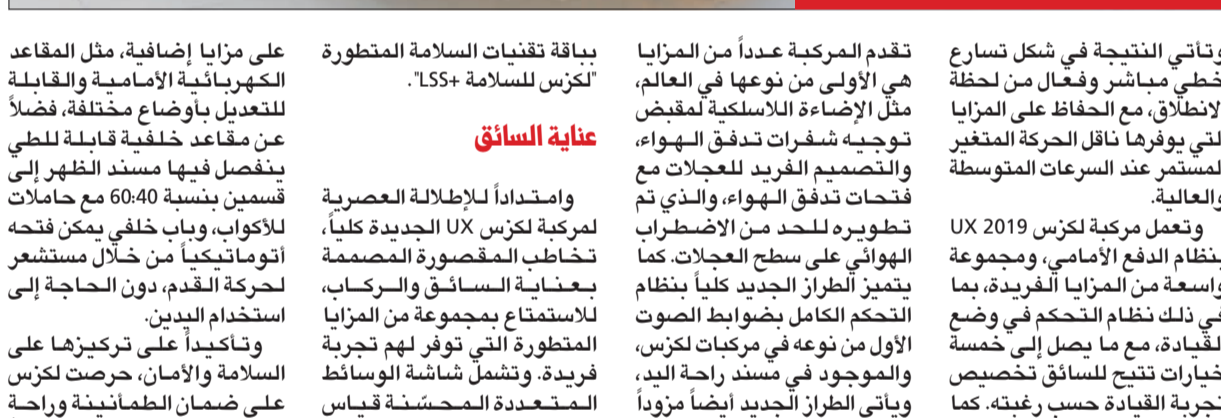 وتأتي النتيجة في شكل تسارع
خطي مباشر وفعال من لحظة
الانطلاق، مع الحفاظ على المزايا
التي يوفرها ناقل الحركة المتغير
المستمر عند السرعات المتوسطة
والعالية.
وتعمل مركبة لكزس UX 2019
بنظام الدفع الأمامي، ومجموعة
واسعة من المزايا الفريدة، بما
في ذلك نظام التحكم في وضع
القيادة، مع ما يصل إلى خمسة
خيارات تتيح للسائق تخصيص
تجربة القيادة حسب رغبته. كما
تقدم المركبة عدداً من المزايا
هي الأولى من نوعها في العالم،
مثل الإضاءة اللاسلكية لمقبض
توجيه شفرات تدفق الهواء،
والتصميم الفريد للعجلات مع
فتحات تدفق الهواء، والذي تم
تطويره للحد من الاضطراب
الهوائي على سطح العجلات. كما
يتميز الطراز الجديد كلياً بنظام
التحكم الكامل بضوابط الصوت
الأول من نوعه في مركبات لكزس،
والموجود في مسند راحة اليد،
ويأتي الطراز الجديد أيضاً مزوداً
بباقة تقنيات السلامة المتطورة
"لكزس للسلامة +LSS".
عناية السائق
وامتداداً للإطلالة العصرية
لمركبة لكزس UX الجديدة كلياً،
تخاطب المقصورة المصممة
بعناية السائق والركاب،
للاستمتاع بمجموعة من المزايا
المتطورة التي توفر لهم تجربة
فريدة. وتشمل شاشة الوسائط
المتعددة المحسّنة قياس
على مزايا إضافية، مثل المقاعد
الكهربائية الأمامية والقابلة
للتعديل بأوضاع مختلفة، فضلاً
عن مقاعد خلفية قابلة للطي
ينفصل فيها مسند الظهر إلى
قسمين بنسبة 60:40 مع حاملات
للأكواب، وباب خلفي يمكن فتحه
أتوماتيكياً من خلال مستشعر
لحركة القدم، دون الحاجة إلى
استخدام اليدين.
وتأكيداً على تركيزها على
السلامة والأمان، حرصت لكزس
على ضمان الطمأنينة وراحة